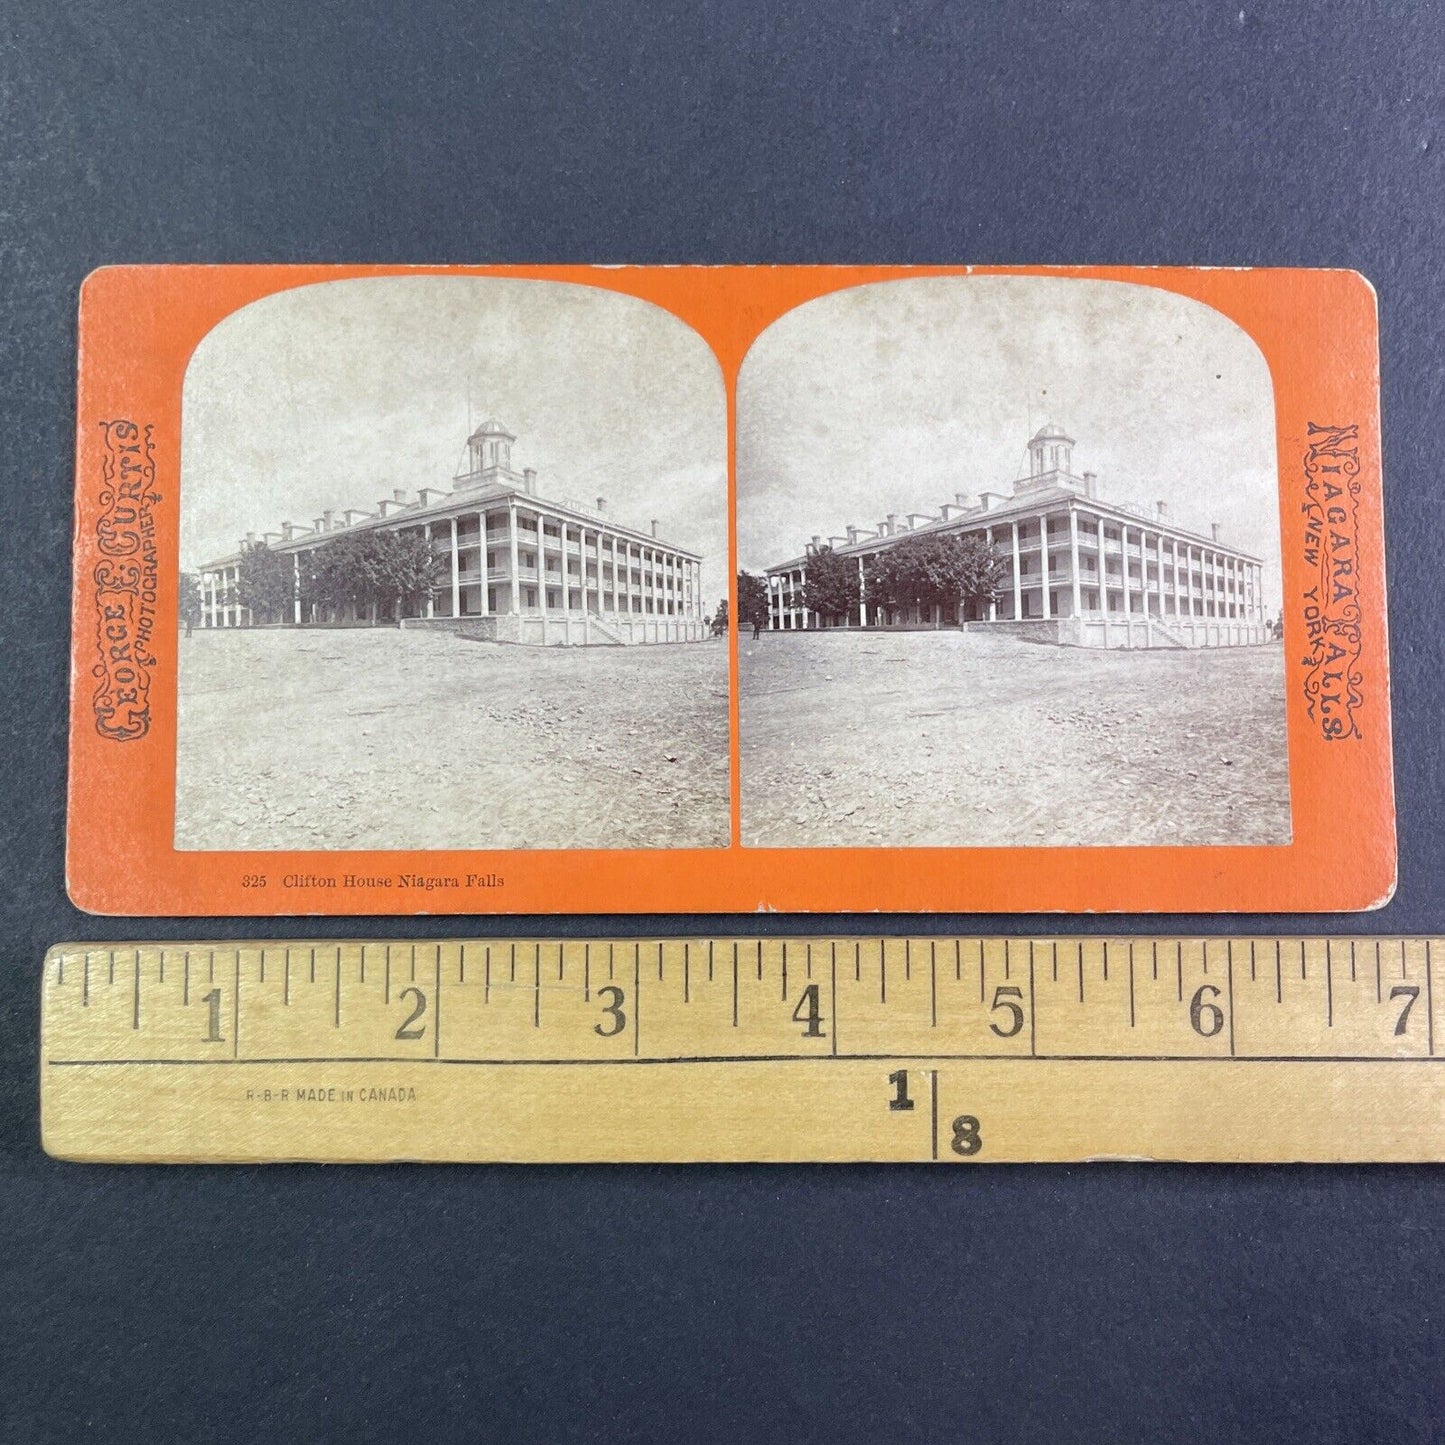 GEORGE E. CURTIS
PHOTOGRAPHER
NIAGARA FALLS.
NEW YORK
325 Clifton House Niagara Falls
1 2 3 4 5 6 7
R-B-R MADE IN CANADA
1
8